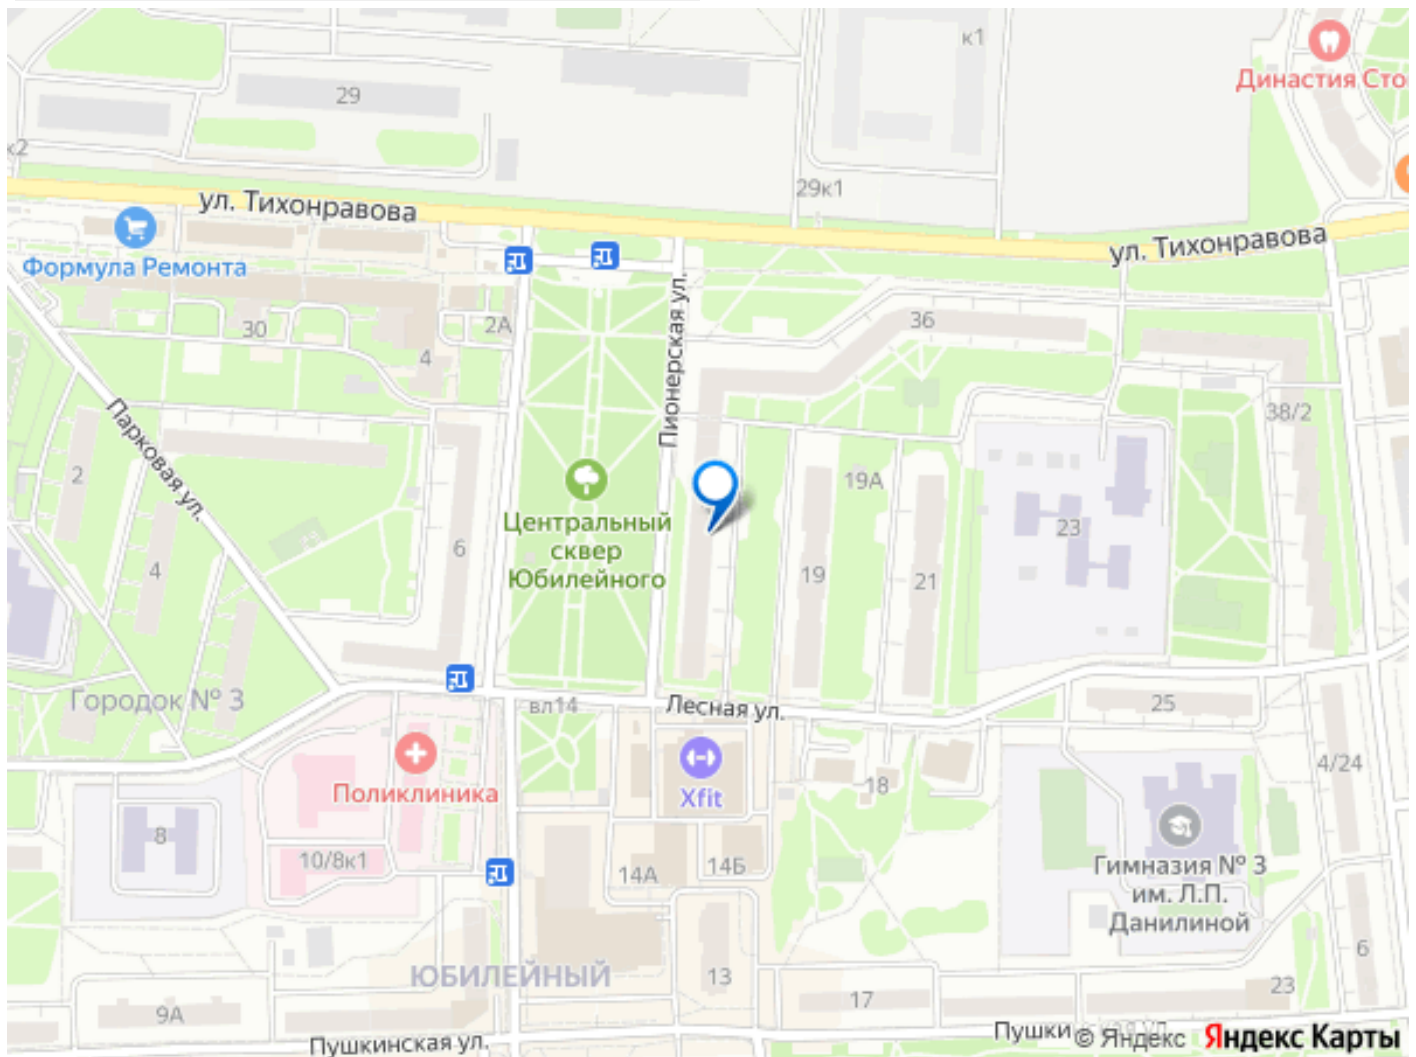 к1
Династия Сто
29
к2
29к1
ул. Тихонравова
ул. Тихонравова
Формула Ремонта
Пионерская ул.
2А
30
4
36
38/2
Парковая ул.
2
19А
Центральный
сквер
Юбилейного
23
6
4
19
21
Городок № 3
вл14
Лесная ул.
25
Поликлиника
Xfit
18
4/24
8
10/8к1
14А
14Б
Гимназия № 3
им. Л.П.
Данилиной
ЮБИЛЕЙНЫЙ
13
6
9А
17
23
Пушкинская ул.
Пушкинская ул.
© Яндекс Яндекс Карты